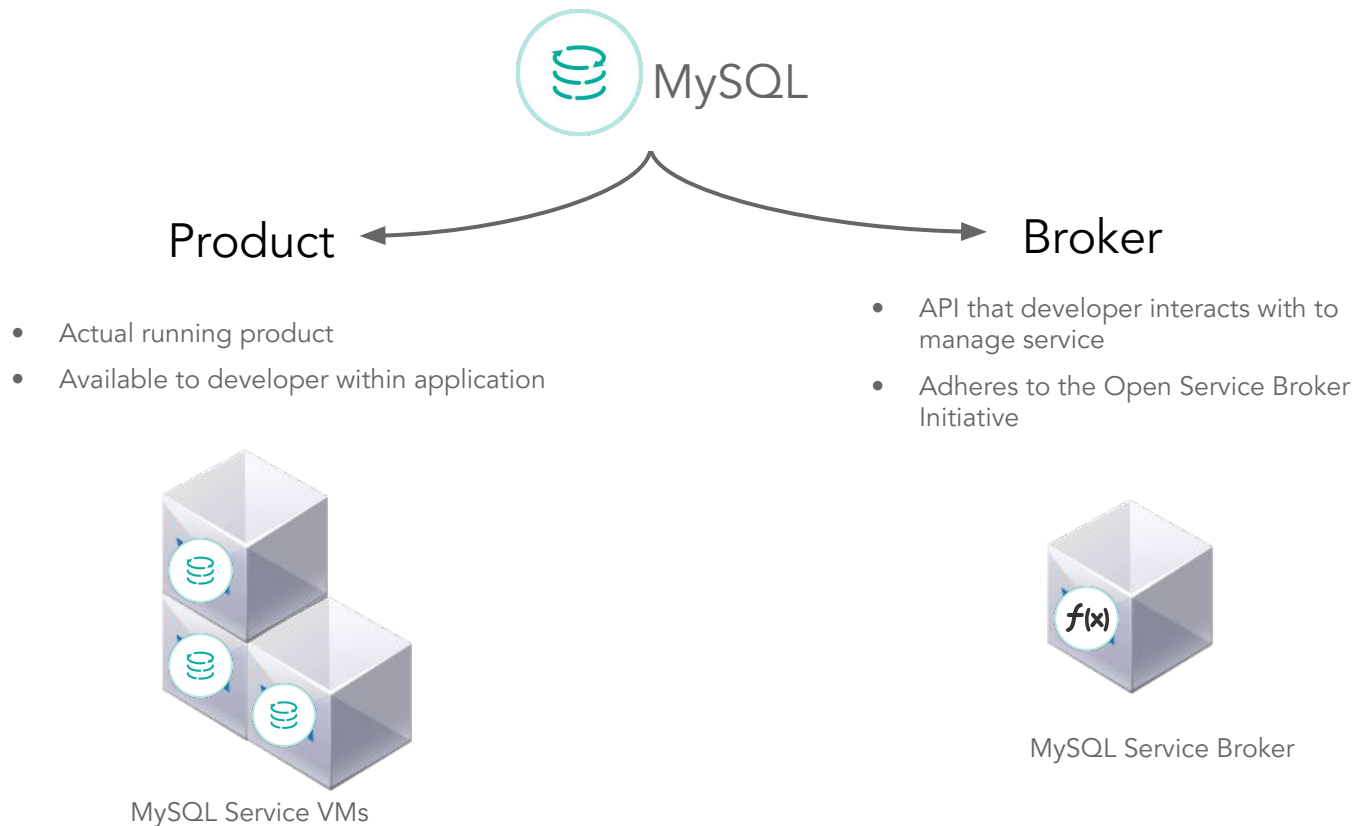 MySQL
Product
Broker
• Actual running product
• Available to developer within application
• API that developer interacts with to
manage service
• Adheres to the Open Service Broker
Initiative
f(x)
MySQL Service VMs
MySQL Service Broker